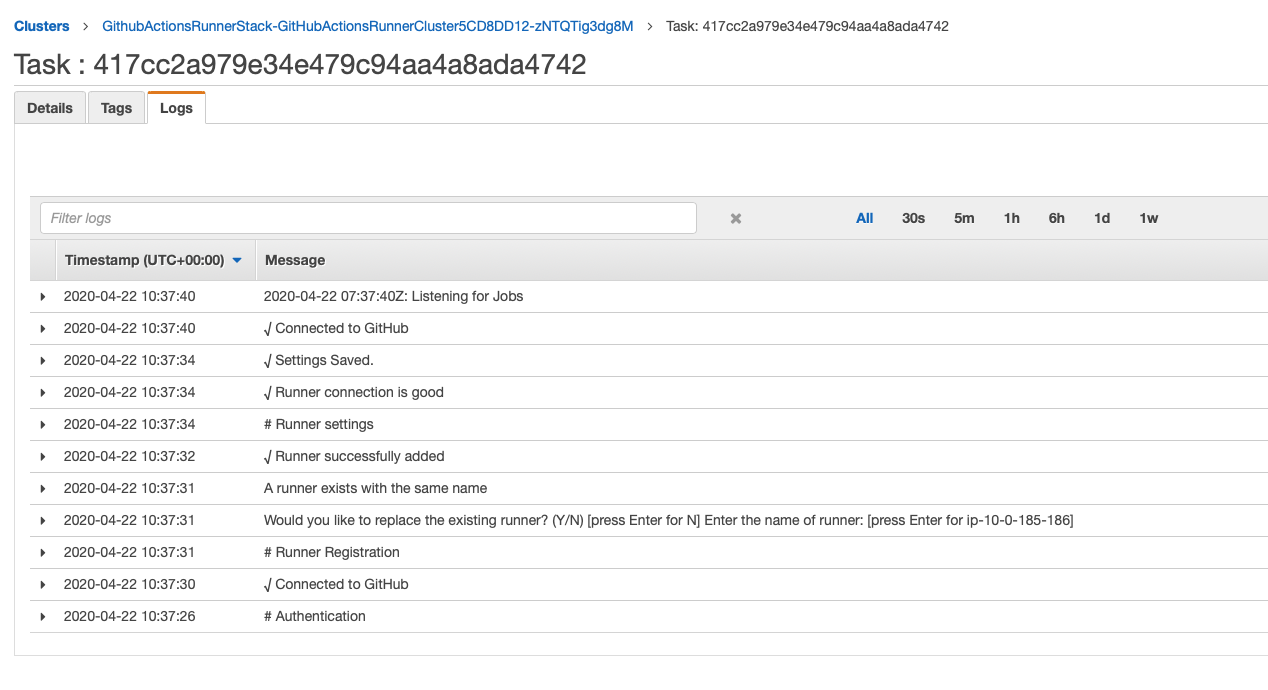 Clusters > GithubActionsRunnerStack-GitHubActionsRunnerCluster5CD8DD12-zNTQTig3dg8M > Task: 417cc2a979e34e479c94aa4a8ada4742
Task : 417cc2a979e34e479c94aa4a8ada4742
Details Tags Logs
Filter logs All 30s 5m 1h 6h 1d 1w
Timestamp (UTC+00:00) Message
2020-04-22 10:37:40 2020-04-22 07:37:40Z: Listening for Jobs
2020-04-22 10:37:40 √ Connected to GitHub
2020-04-22 10:37:34 √ Settings Saved.
2020-04-22 10:37:34 √ Runner connection is good
2020-04-22 10:37:34 # Runner settings
2020-04-22 10:37:32 √ Runner successfully added
2020-04-22 10:37:31 A runner exists with the same name
2020-04-22 10:37:31 Would you like to replace the existing runner? (Y/N) [press Enter for N] Enter the name of runner: [press Enter for ip-10-0-185-186]
2020-04-22 10:37:31 # Runner Registration
2020-04-22 10:37:30 √ Connected to GitHub
2020-04-22 10:37:26 # Authentication